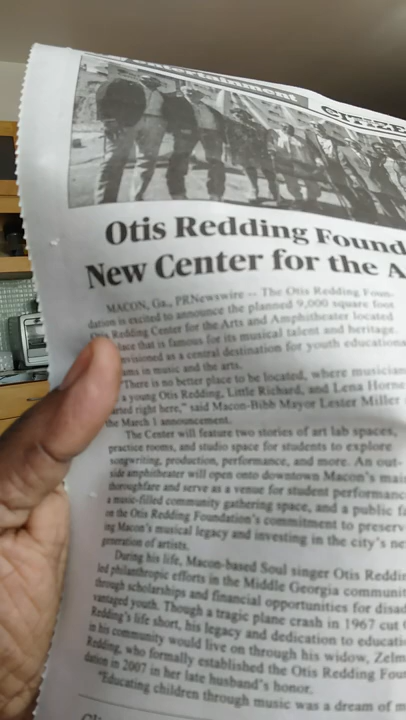 entertainment
CITIZE
Otis Redding Found
New Center for the A
MACON, Ga., PRNewswire -- The Otis Redding Foun-
dation is excited to announce the planned 9,000 square foot
Otis Redding Center for the Arts and Amphitheater located
place that is famous for its musical talent and heritage.
nvisioned as a central destination for youth educationa
ams in music and the arts.
"There is no better place to be located, where musician
a young Otis Redding, Little Richard, and Lena Horne
arted right here," said Macon-Bibb Mayor Lester Miller
the March 1 announcement.
The Center will feature two stories of art lab spaces,
practice rooms, and studio space for students to explore
songwriting, production, performance, and more. An out-
side amphitheater will open onto downtown Macon's mai
thoroughfare and serve as a venue for student performanc
a music-filled community gathering space, and a public fa
on the Otis Redding Foundation's commitment to preserv
ing Macon's musical legacy and investing in the city's ne
generation of artists.
During his life, Macon-based Soul singer Otis Reddin
led philanthropic efforts in the Middle Georgia communit
through scholarships and financial opportunities for disad
vantaged youth. Though a tragic plane crash in 1967 cut
Redding's life short, his legacy and dedication to educati
in his community would live on through his widow, Zelm
Redding, who formally established the Otis Redding Foun
dation in 2007 in her late husband's honor.
"Educating children through music was a dream of m